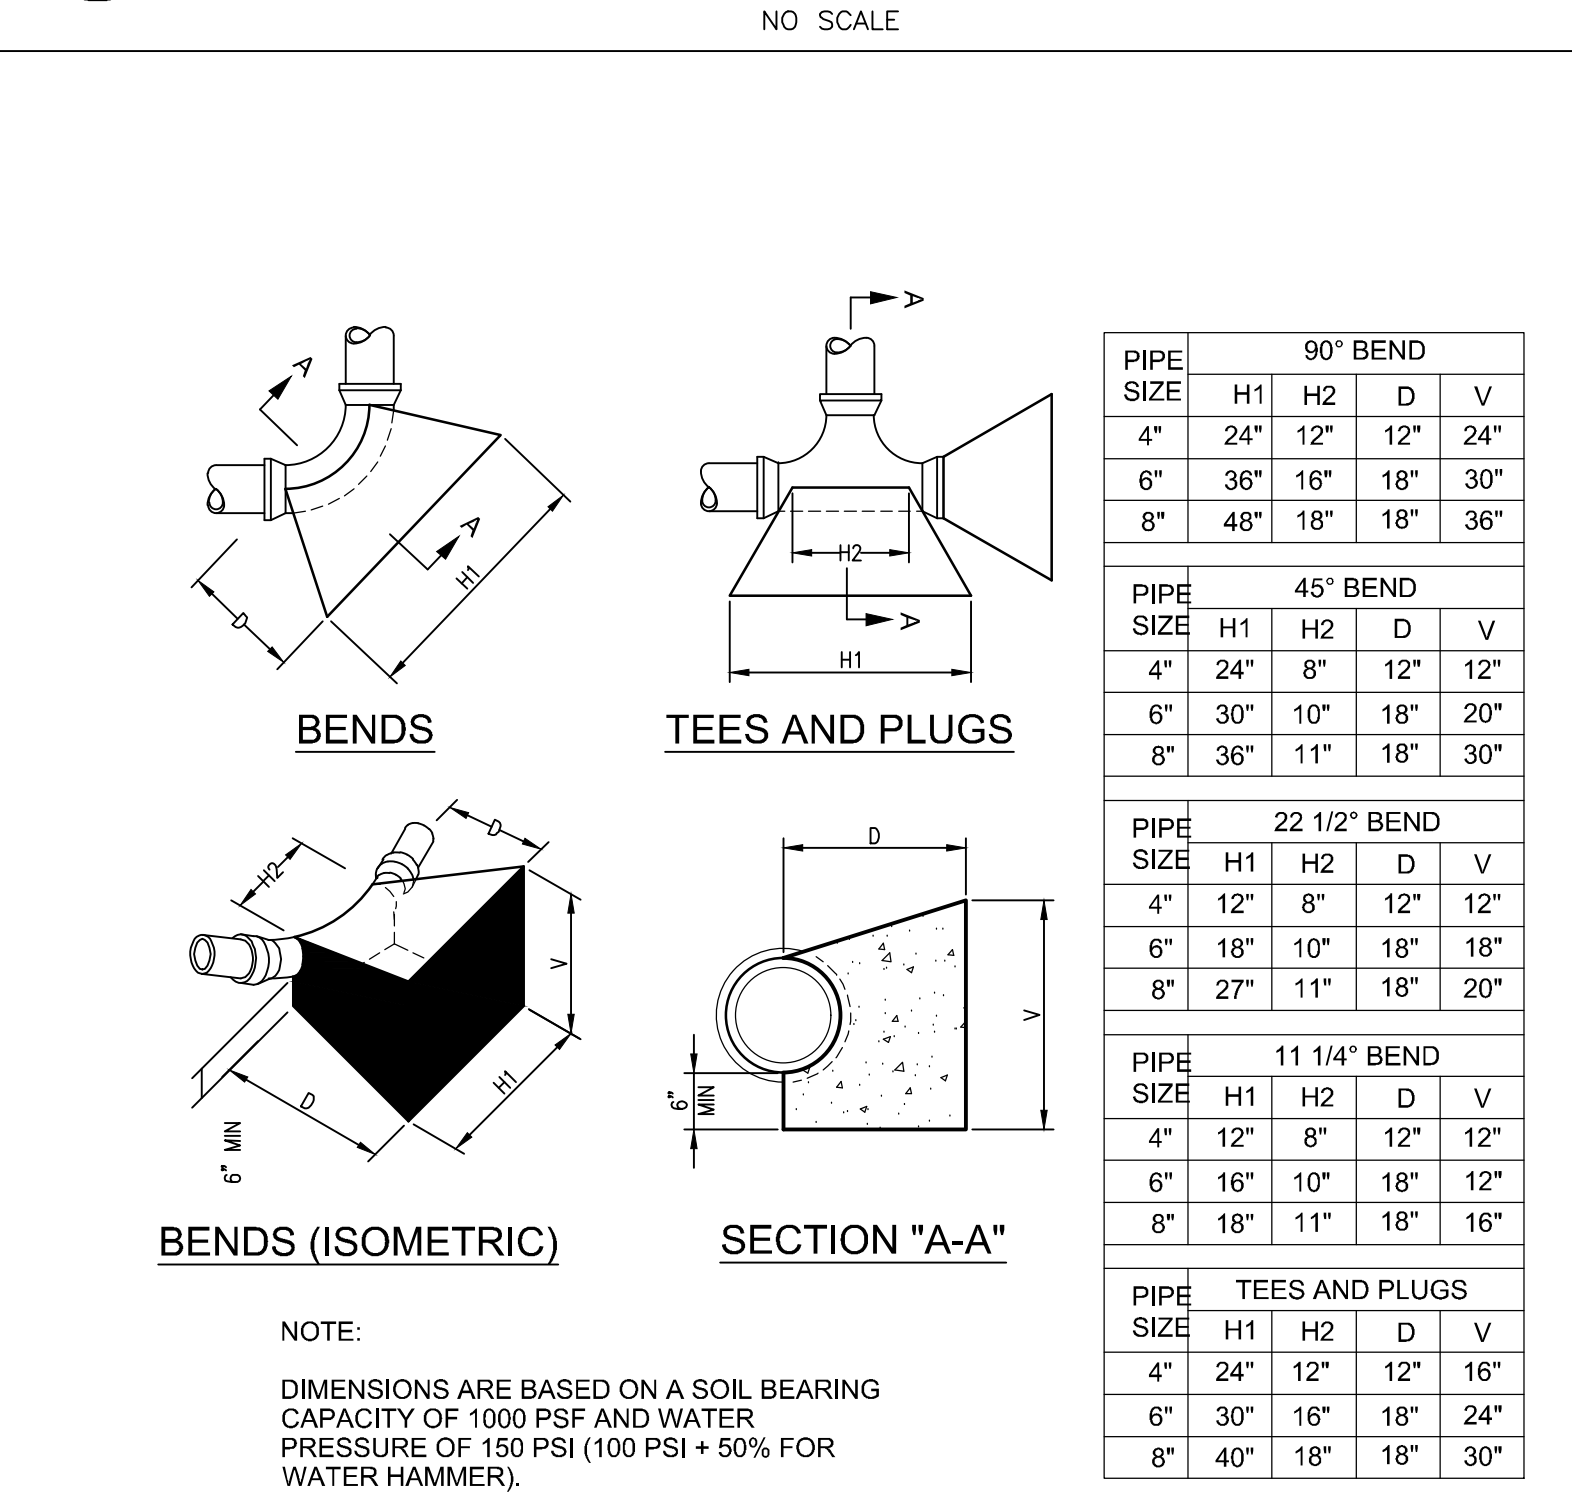 NO SCALE
A
A
D
H1
BENDS
A
H2
A
H1
TEES AND PLUGS
D
H2
V
H1
D
6" MIN
BENDS (ISOMETRIC)
D
V
6"
MIN
SECTION "A-A"
NOTE:
DIMENSIONS ARE BASED ON A SOIL BEARING
CAPACITY OF 1000 PSF AND WATER
PRESSURE OF 150 PSI (100 PSI + 50% FOR
WATER HAMMER).
PIPE SIZE 90° BEND
H1 H2 D V
4" 24" 12" 12" 24"
6" 36" 16" 18" 30"
8" 48" 18" 18" 36"
PIPE SIZE 45° BEND
H1 H2 D V
4" 24" 8" 12" 12"
6" 30" 10" 18" 20"
8" 36" 11" 18" 30"
PIPE SIZE 22 1/2° BEND
H1 H2 D V
4" 12" 8" 12" 12"
6" 18" 10" 18" 18"
8" 27" 11" 18" 20"
PIPE SIZE 11 1/4° BEND
H1 H2 D V
4" 12" 8" 12" 12"
6" 16" 10" 18" 12"
8" 18" 11" 18" 16"
PIPE SIZE TEES AND PLUGS
H1 H2 D V
4" 24" 12" 12" 16"
6" 30" 16" 18" 24"
8" 40" 18" 18" 30"